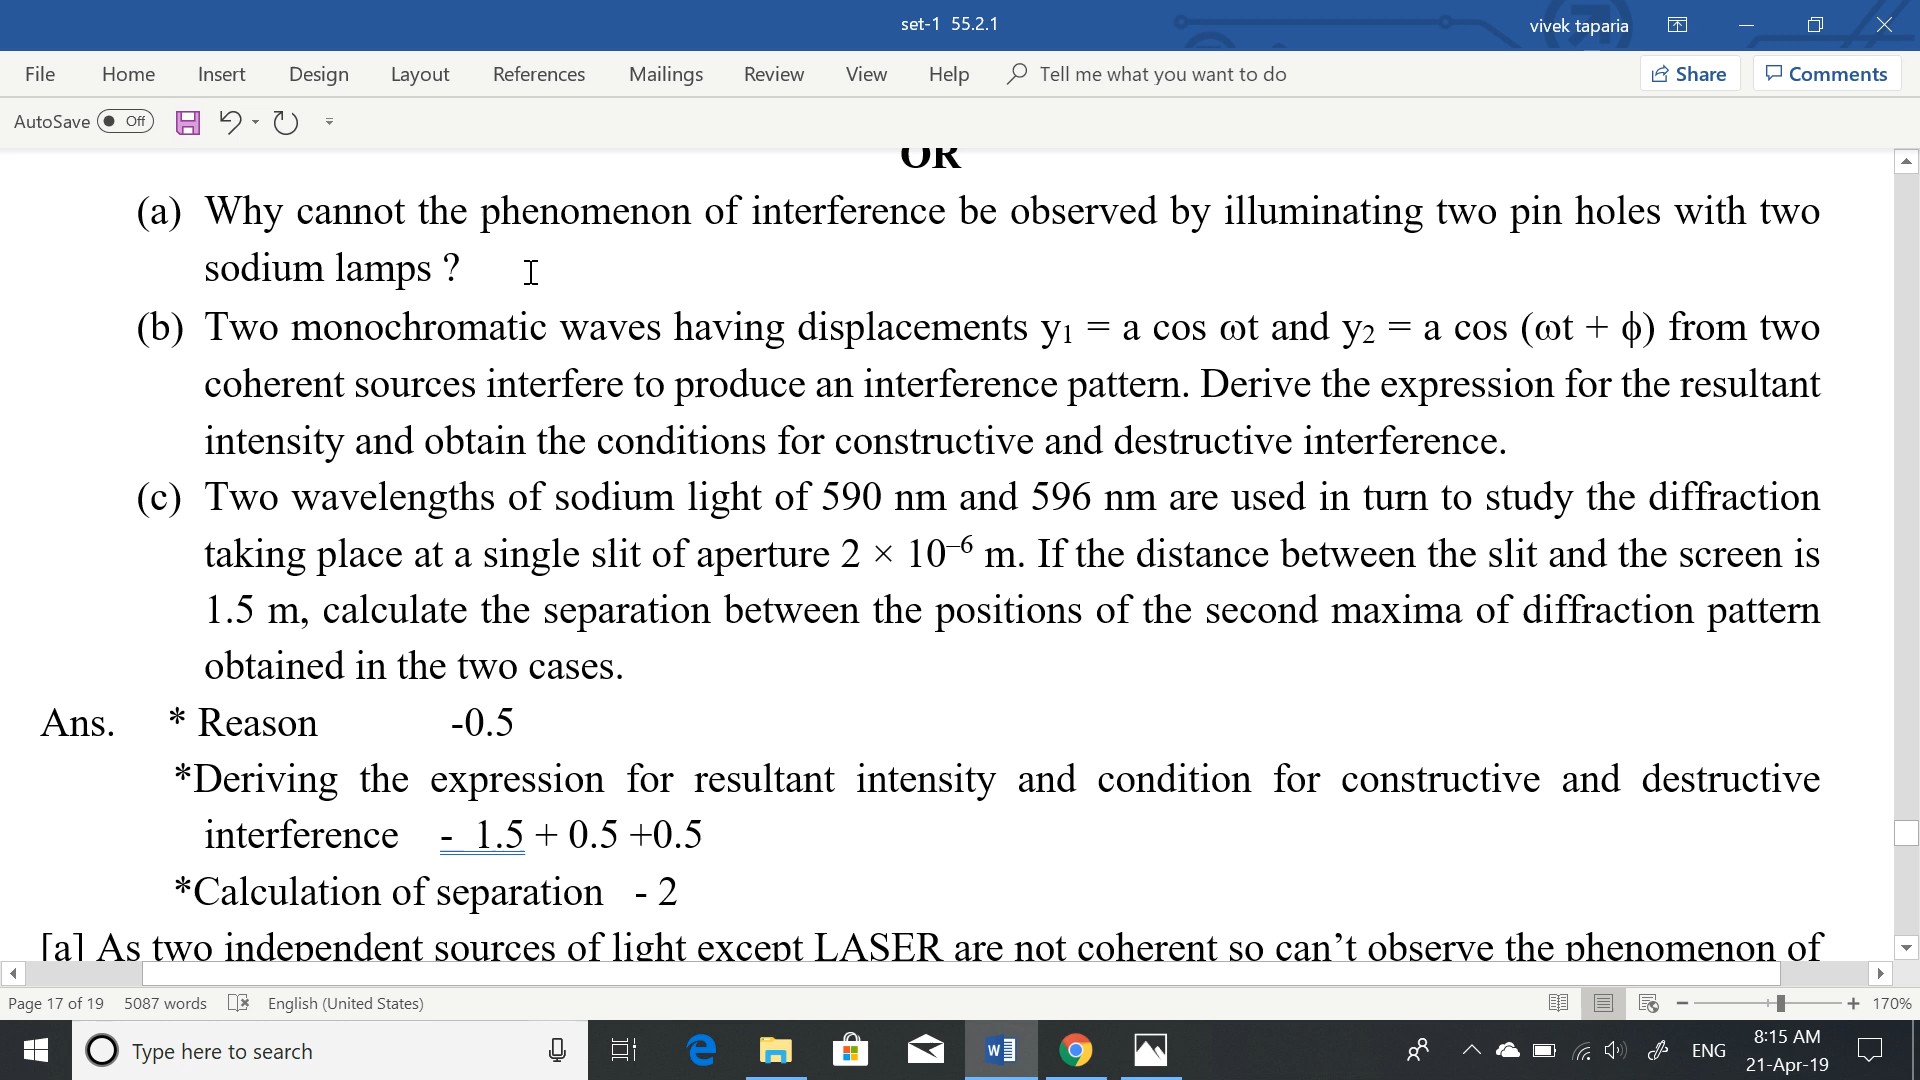 set-1 55.2.1
vivek taparia
File Home Insert Design Layout References Mailings Review View Help Tell me what you want to do Share Comments
AutoSave Off
OR
(a) Why cannot the phenomenon of interference be observed by illuminating two pin holes with two
sodium lamps ?
(b) Two monochromatic waves having displacements y₁ = a cos ωt and y₂ = a cos (ωt + ϕ) from two
coherent sources interfere to produce an interference pattern. Derive the expression for the resultant
intensity and obtain the conditions for constructive and destructive interference.
(c) Two wavelengths of sodium light of 590 nm and 596 nm are used in turn to study the diffraction
taking place at a single slit of aperture 2 × 10⁻⁶ m. If the distance between the slit and the screen is
1.5 m, calculate the separation between the positions of the second maxima of diffraction pattern
obtained in the two cases.
Ans. * Reason -0.5
*Deriving the expression for resultant intensity and condition for constructive and destructive
interference - 1.5 + 0.5 +0.5
*Calculation of separation - 2
[a] As two independent sources of light except LASER are not coherent so can’t observe the phenomenon of
Page 17 of 19 5087 words English (United States) 170%
Type here to search
ENG
8:15 AM
21-Apr-19